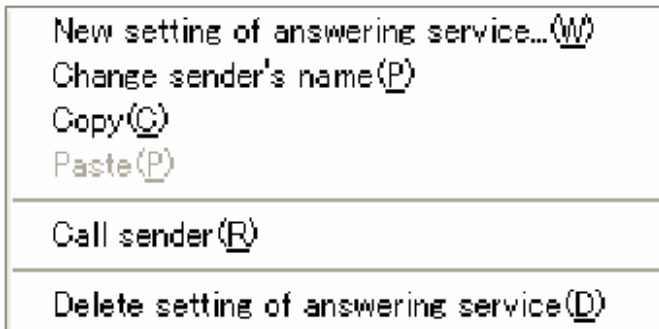 New setting of answering service...(W)
Change sender's name(P)
Copy(C)
Paste(P)
Call sender(R)
Delete setting of answering service(D)